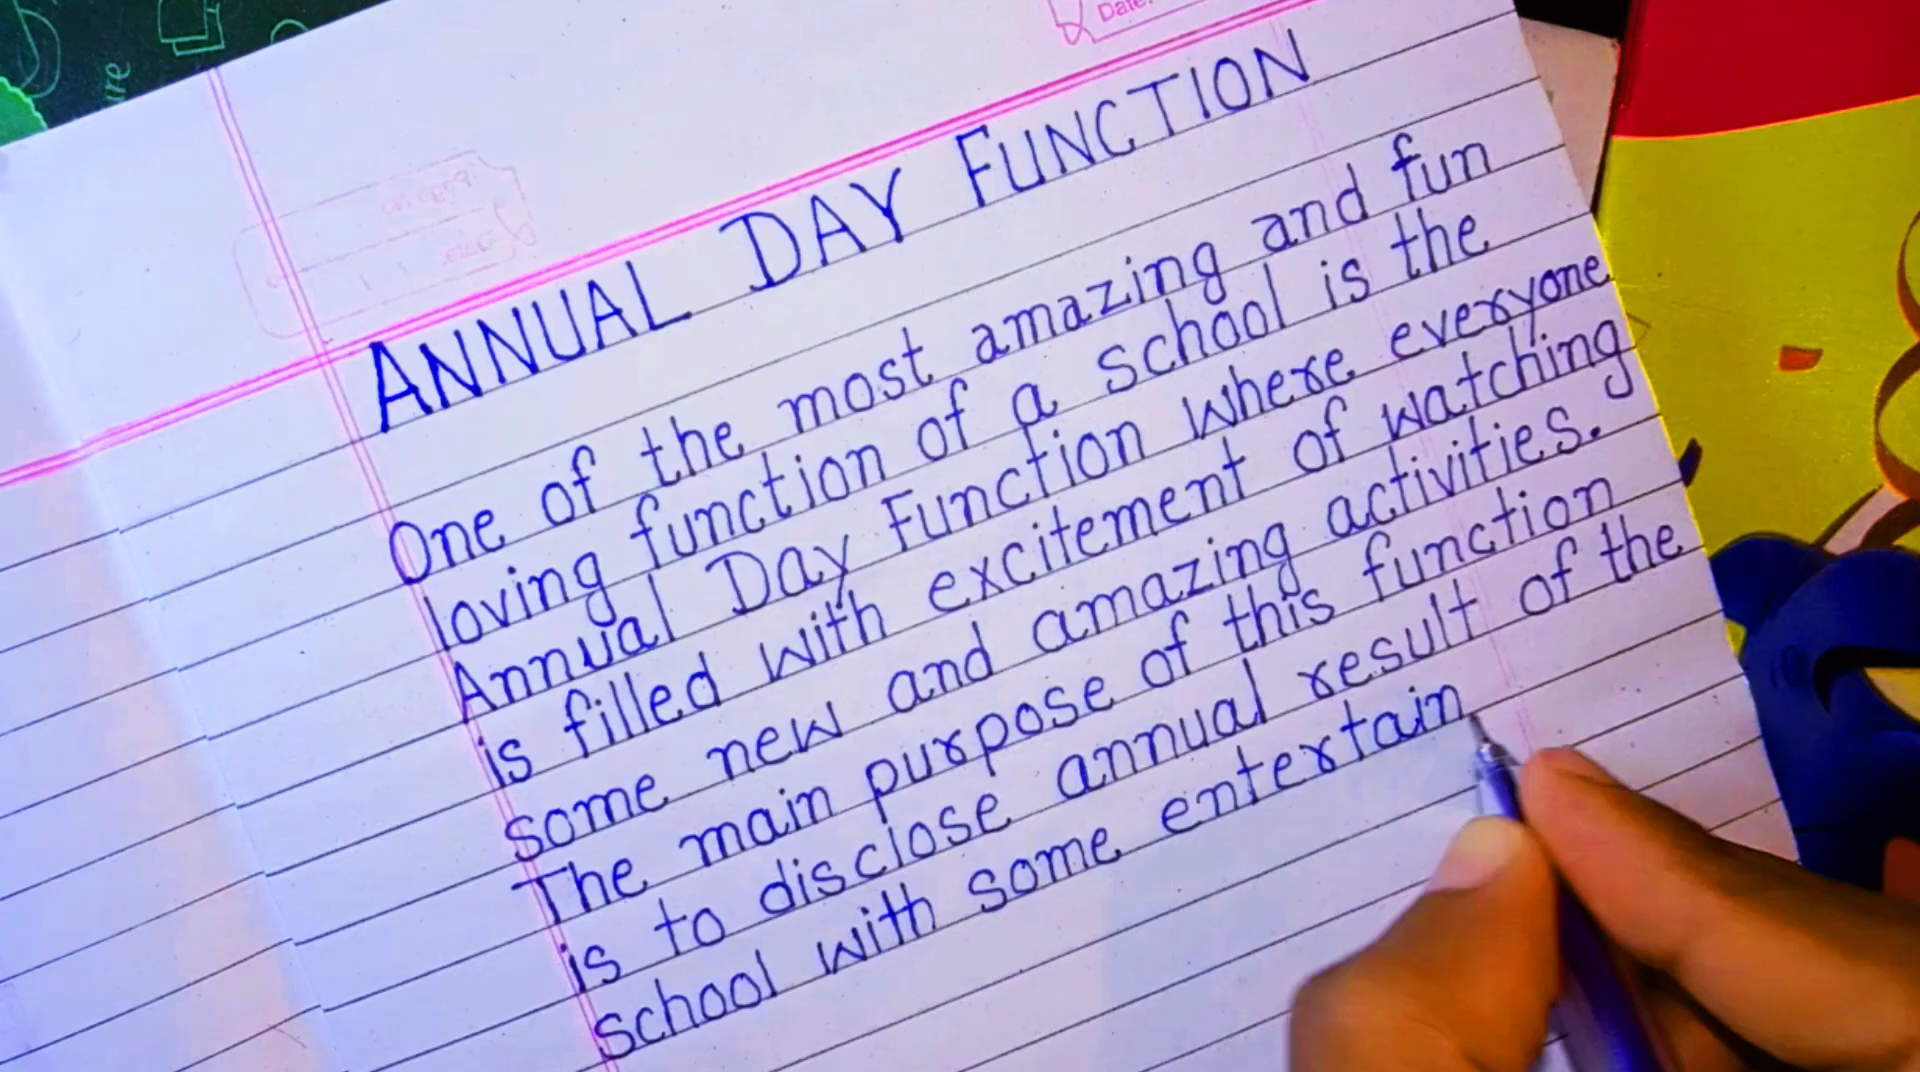 Date:
ANNUAL DAY FUNCTION
One of the most amazing and fun
loving function of a school is the
Annual Day Function where everyone
is filled with excitement of watching
some new and amazing activities.
The main purpose of this function
is to disclose annual result of the
school with some entertain